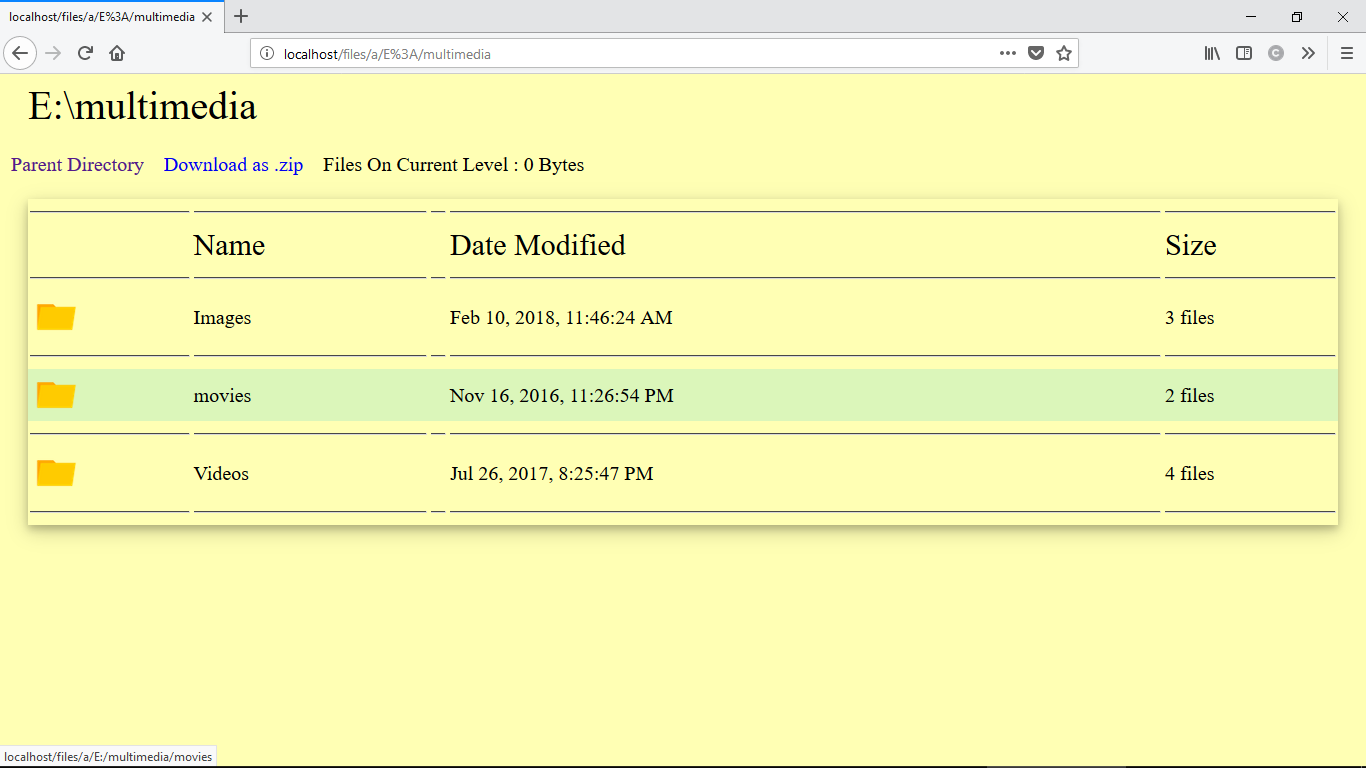 localhost/files/a/E%3A/multimedia
localhost/files/a/E%3A/multimedia
E:\multimedia
Parent Directory Download as .zip Files On Current Level : 0 Bytes
Name Date Modified Size
Images Feb 10, 2018, 11:46:24 AM 3 files
movies Nov 16, 2016, 11:26:54 PM 2 files
Videos Jul 26, 2017, 8:25:47 PM 4 files
localhost/files/a/E:/multimedia/movies